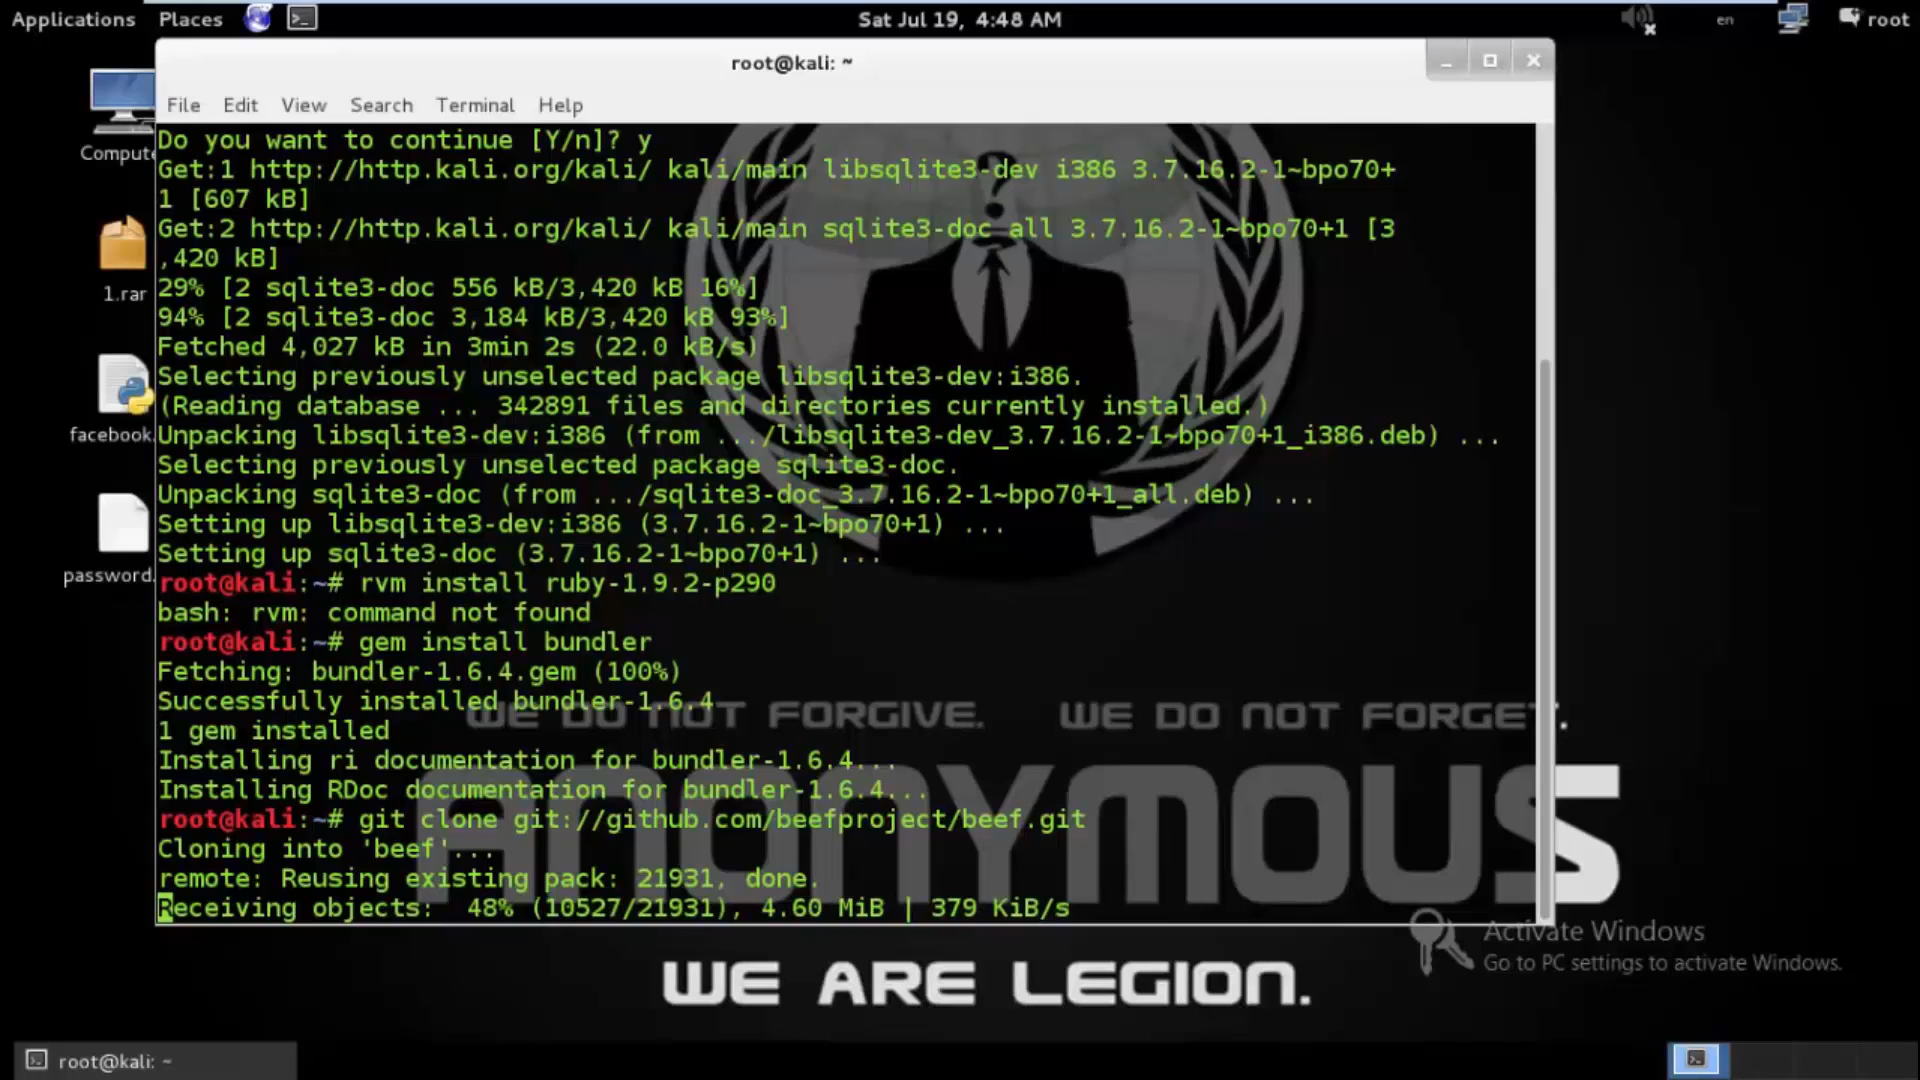 Applications Places
Sat Jul 19, 4:48 AM
en
root
root@kali: ~
File Edit View Search Terminal Help
Do you want to continue [Y/n]? y
Get:1 http://http.kali.org/kali/ kali/main libsqlite3-dev i386 3.7.16.2-1~bpo70+
1 [607 kB]
Get:2 http://http.kali.org/kali/ kali/main sqlite3-doc all 3.7.16.2-1~bpo70+1 [3
,420 kB]
29% [2 sqlite3-doc 556 kB/3,420 kB 16%]
94% [2 sqlite3-doc 3,184 kB/3,420 kB 93%]
Fetched 4,027 kB in 3min 2s (22.0 kB/s)
Selecting previously unselected package libsqlite3-dev:i386.
(Reading database ... 342891 files and directories currently installed.)
Unpacking libsqlite3-dev:i386 (from .../libsqlite3-dev_3.7.16.2-1~bpo70+1_i386.deb) ...
Selecting previously unselected package sqlite3-doc.
Unpacking sqlite3-doc (from .../sqlite3-doc_3.7.16.2-1~bpo70+1_all.deb) ...
Setting up libsqlite3-dev:i386 (3.7.16.2-1~bpo70+1) ...
Setting up sqlite3-doc (3.7.16.2-1~bpo70+1) ...
root@kali:~# rvm install ruby-1.9.2-p290
bash: rvm: command not found
root@kali:~# gem install bundler
Fetching: bundler-1.6.4.gem (100%)
Successfully installed bundler-1.6.4
1 gem installed
Installing ri documentation for bundler-1.6.4...
Installing RDoc documentation for bundler-1.6.4...
root@kali:~# git clone git://github.com/beefproject/beef.git
Cloning into 'beef'...
remote: Reusing existing pack: 21931, done.
Receiving objects:  48% (10527/21931), 4.60 MiB | 379 KiB/s
Compute
1.rar
facebook.
password.
WE DO NOT FORGIVE. WE DO NOT FORGET.
ANONYMOUS
WE ARE LEGION.
Activate Windows
Go to PC settings to activate Windows.
root@kali: ~